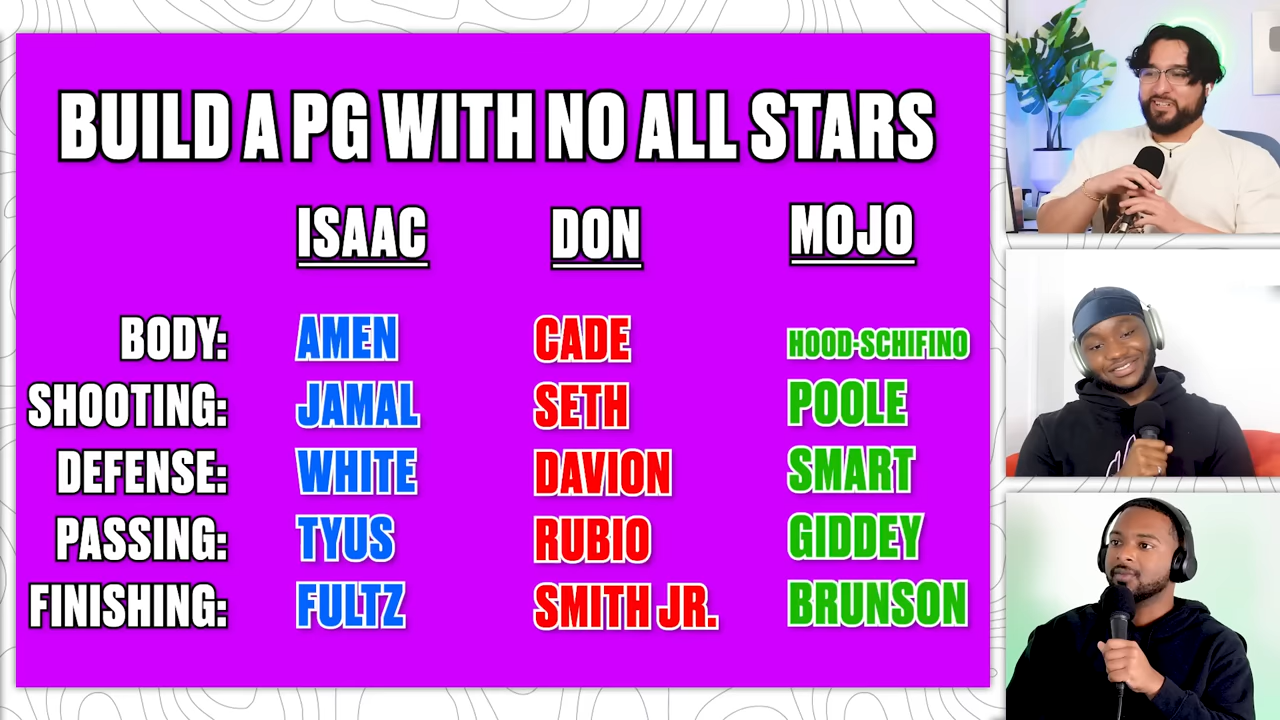 BUILD A PG WITH NO ALL STARS
ISAAC DON MOJO
BODY: AMEN CADE HOOD-SCHIFINO
SHOOTING: JAMAL SETH POOLE
DEFENSE: WHITE DAVION SMART
PASSING: TYUS RUBIO GIDDEY
FINISHING: FULTZ SMITH JR. BRUNSON